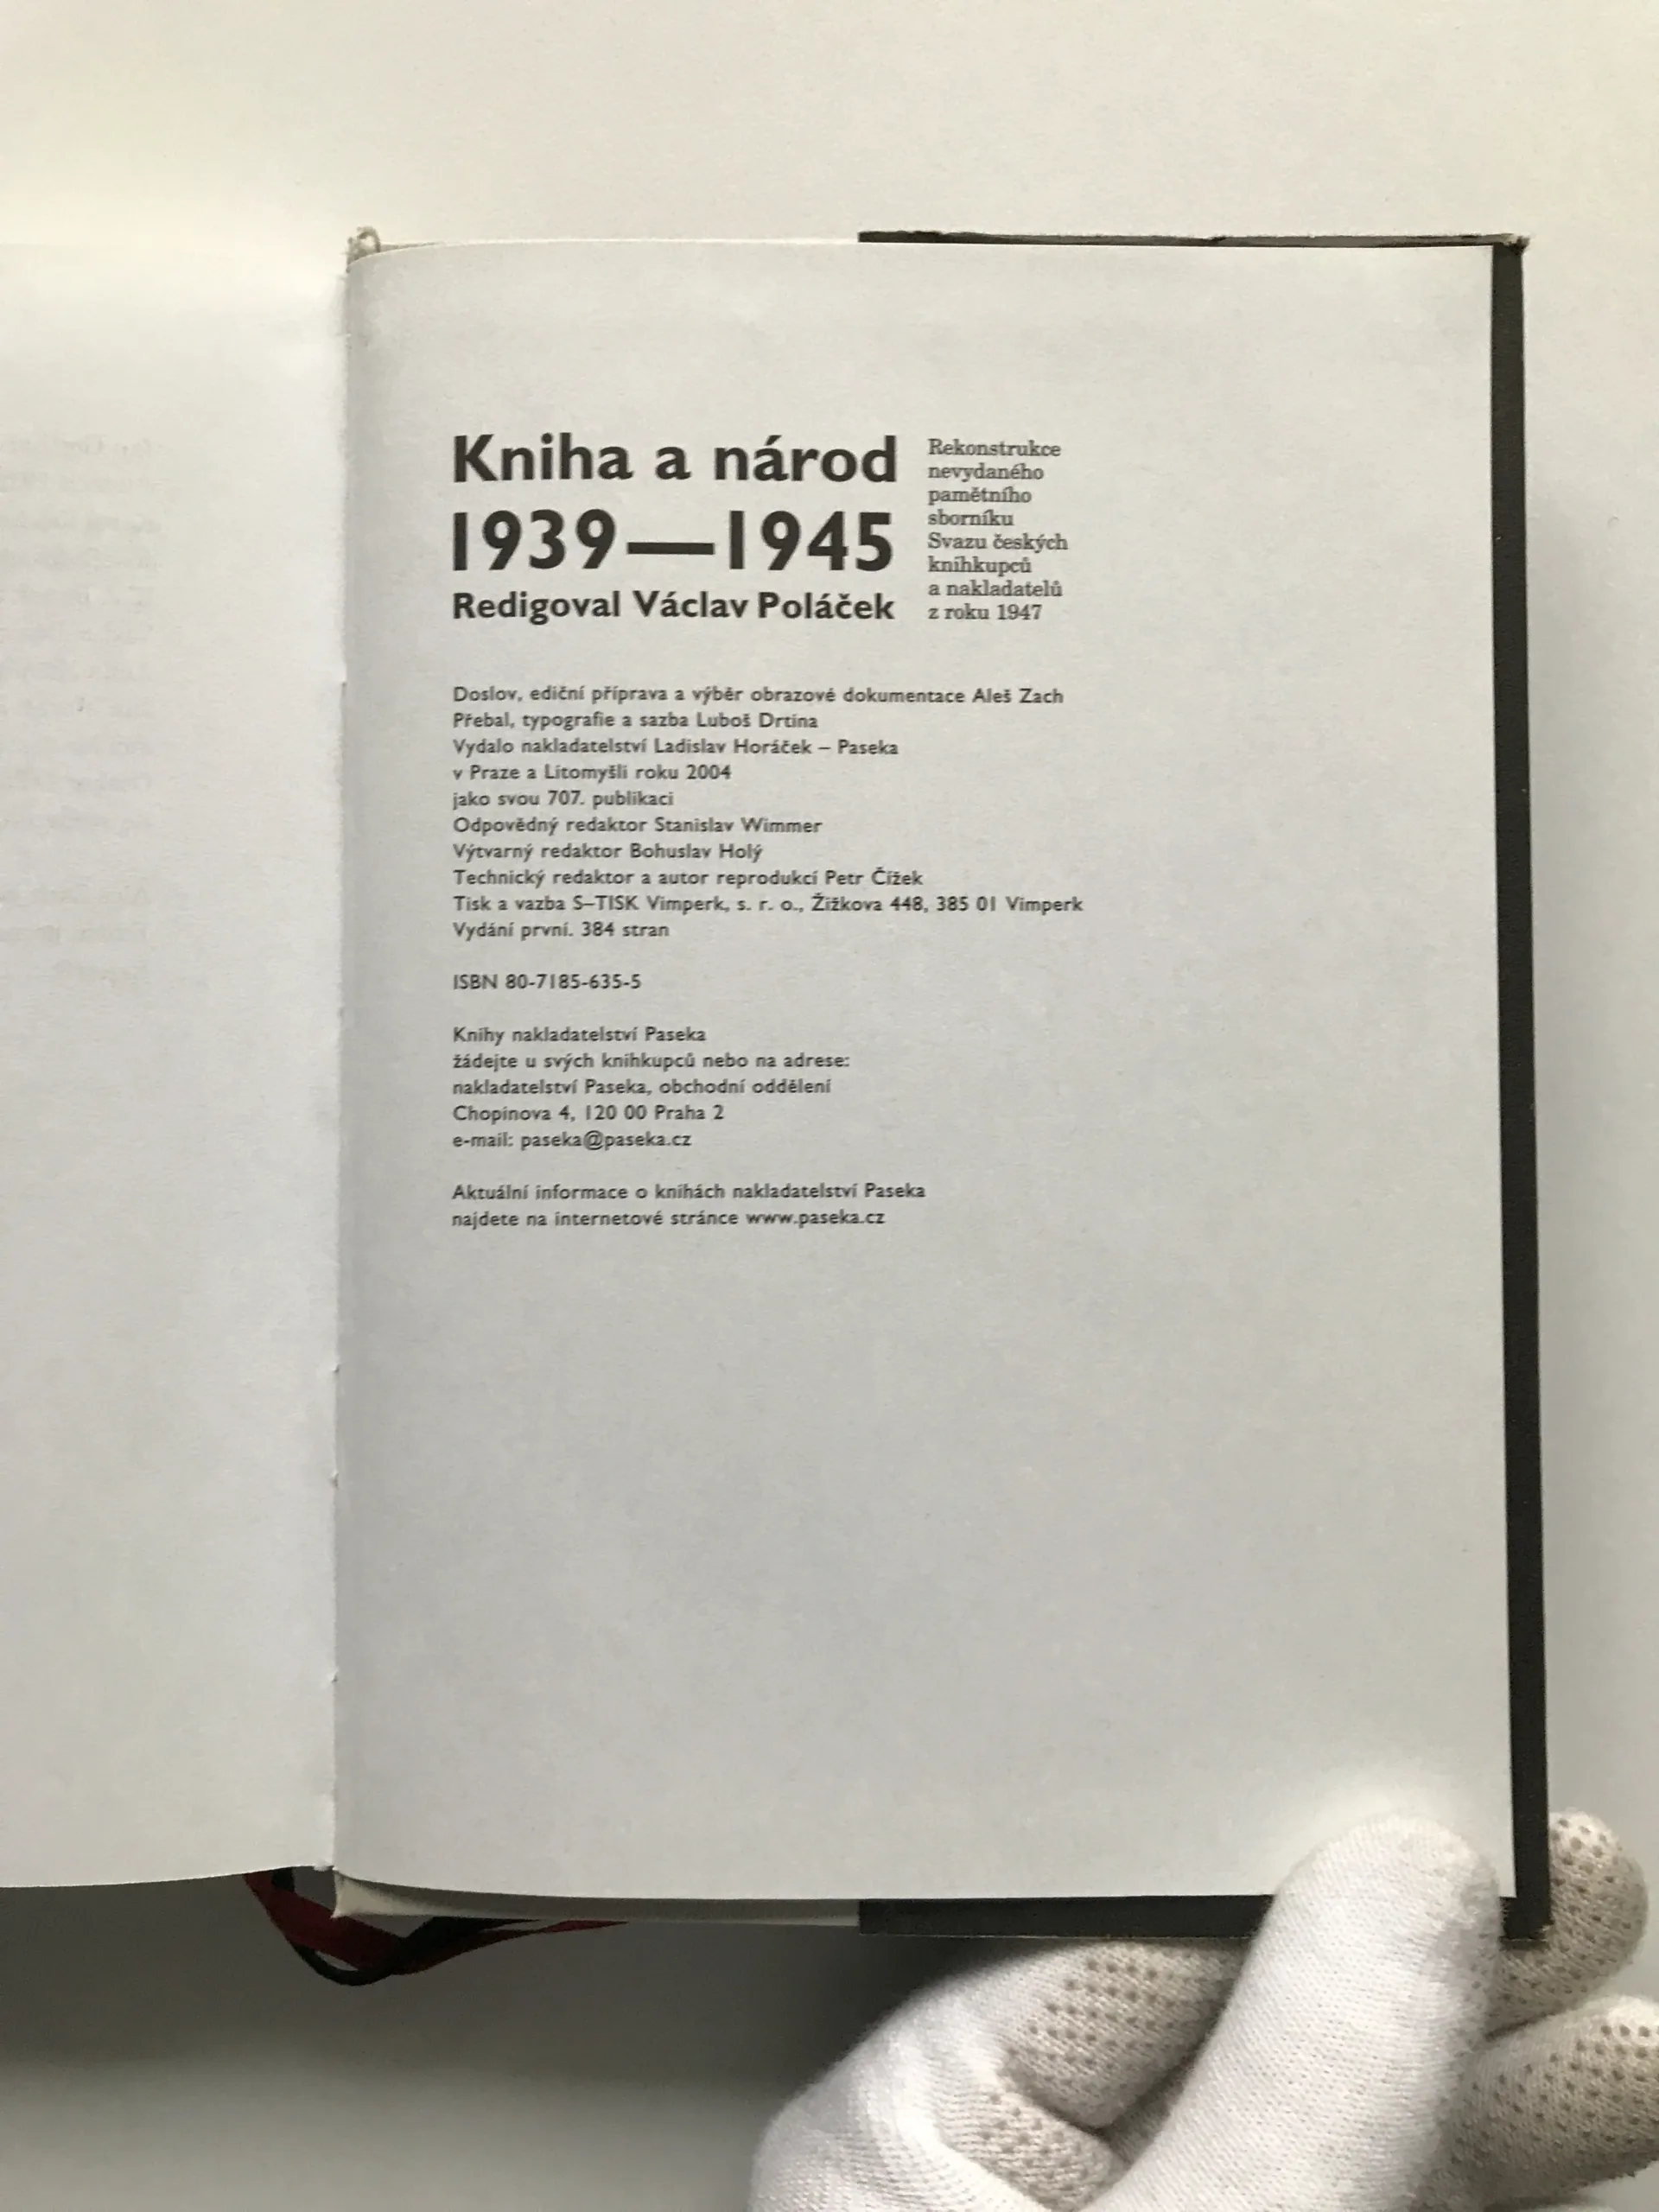 Kniha a národ
1939—1945
Redigoval Václav Poláček
Rekonstrukce
nevydaného
pamětního
sborníku
Svazu českých
knihkupců
a nakladatelů
z roku 1947
Doslov, ediční příprava a výběr obrazové dokumentace Aleš Zach
Přebal, typografie a sazba Luboš Drtina
Vydalo nakladatelství Ladislav Horáček – Paseka
v Praze a Litomyšli roku 2004
jako svou 707. publikaci
Odpovědný redaktor Stanislav Wimmer
Výtvarný redaktor Bohuslav Holý
Technický redaktor a autor reprodukcí Petr Čížek
Tisk a vazba S–TISK Vimperk, s. r. o., Žižkova 448, 385 01 Vimperk
Vydání první. 384 stran
ISBN 80-7185-635-5
Knihy nakladatelství Paseka
žádejte u svých knihkupců nebo na adrese:
nakladatelství Paseka, obchodní oddělení
Chopinova 4, 120 00 Praha 2
e-mail: paseka@paseka.cz
Aktuální informace o knihách nakladatelství Paseka
najdete na internetové stránce www.paseka.cz